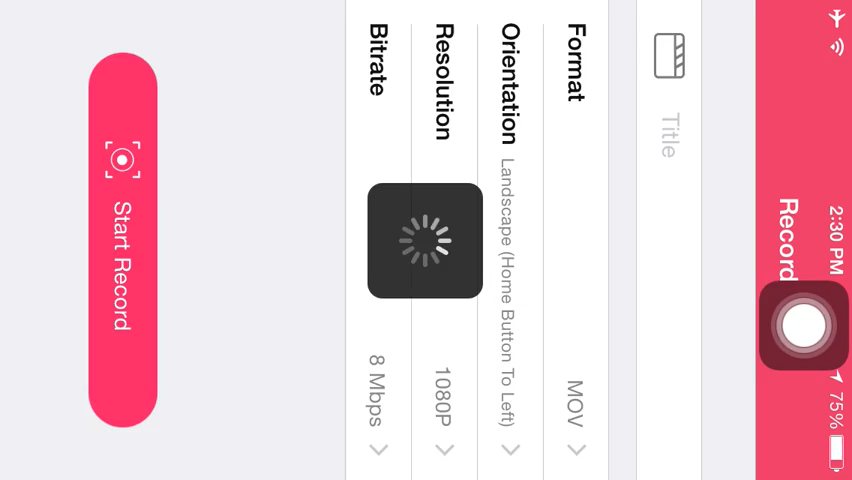 2:30 PM
75%
Record
Title
Format MOV
Orientation Landscape (Home Button To Left)
Resolution 1080P
Bitrate 8 Mbps
Start Record